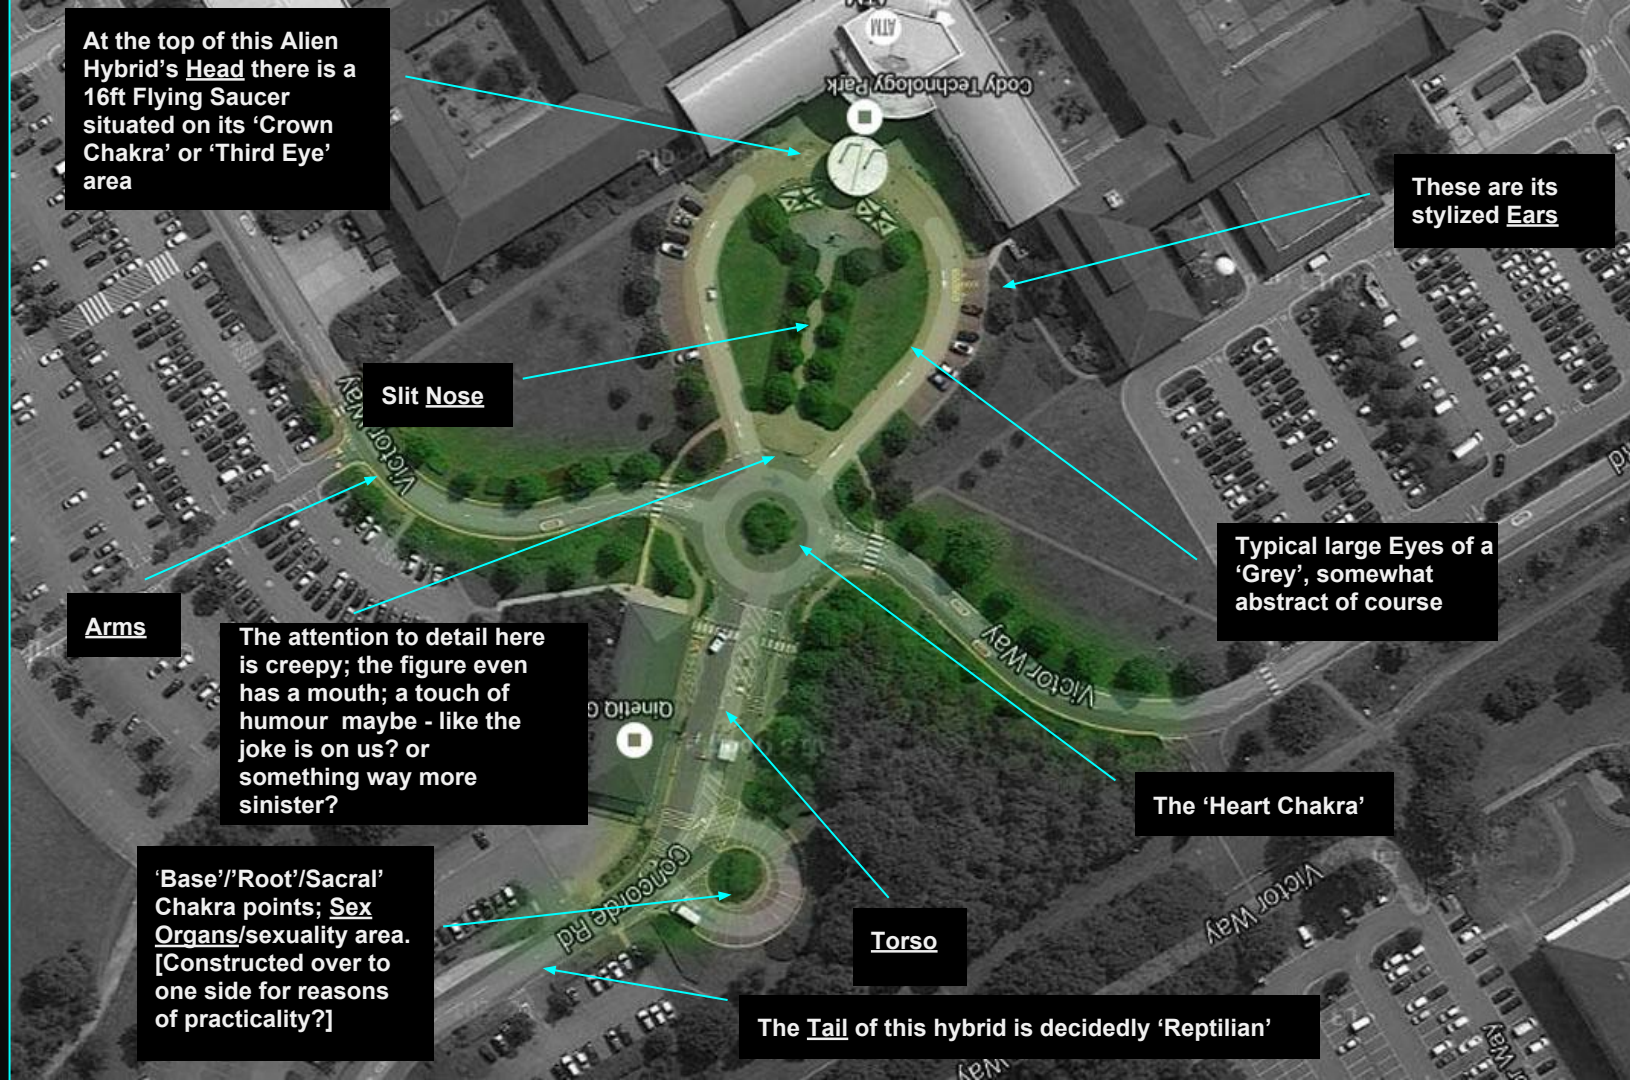 At the top of this Alien
Hybrid’s Head there is a
16ft Flying Saucer
situated on its ‘Crown
Chakra’ or ‘Third Eye’
area
ATM
Cody Technology Park
These are its
stylized Ears
Slit Nose
Victor Way
Arms
The attention to detail here
is creepy; the figure even
has a mouth; a touch of
humour maybe - like the
joke is on us? or
something way more
sinister?
Typical large Eyes of a
‘Grey’, somewhat
abstract of course
Victor Way
QinetiQ
The ‘Heart Chakra’
‘Base’/’Root’/Sacral’
Chakra points; Sex
Organs/sexuality area.
[Constructed over to
one side for reasons
of practicality?]
Concorde Rd
Torso
Victor Way
The Tail of this hybrid is decidedly ‘Reptilian’
Way
Way
Rd